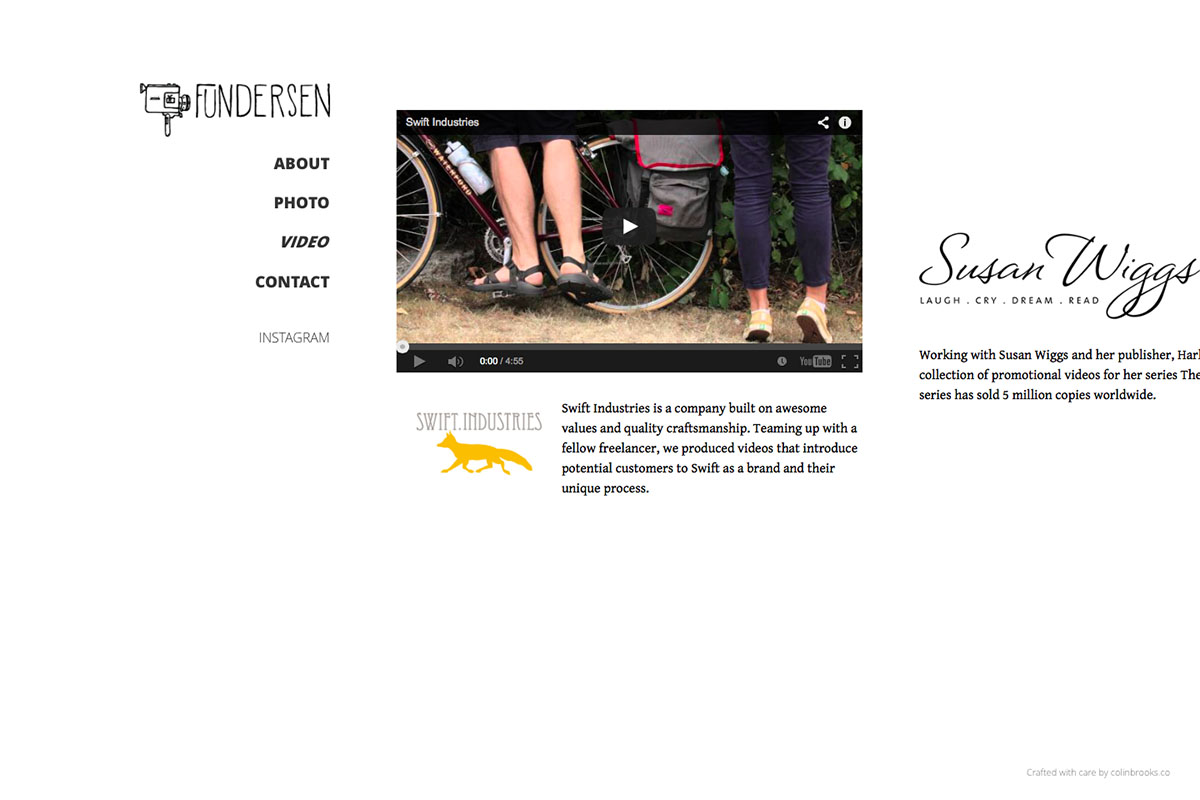 FUNDERSEN
ABOUT
PHOTO
VIDEO
CONTACT
INSTAGRAM
Swift Industries
WATERFORD
0:00 / 4:55
YouTube
SWIFT.INDUSTRIES
Swift Industries is a company built on awesome
values and quality craftsmanship. Teaming up with a
fellow freelancer, we produced videos that introduce
potential customers to Swift as a brand and their
unique process.
Susan Wiggs
LAUGH . CRY . DREAM . READ
Working with Susan Wiggs and her publisher, Harl
collection of promotional videos for her series The
series has sold 5 million copies worldwide.
Crafted with care by colinbrooks.co